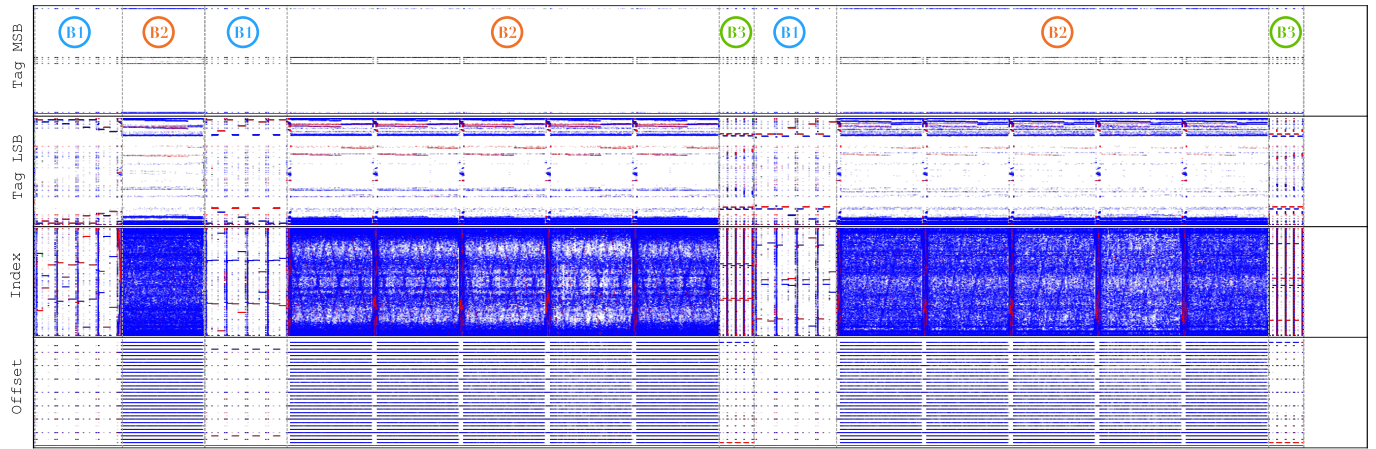 B1 B2 B1 B2 B3 B1 B2 B3
Tag MSB
Tag LSB
Index
Offset